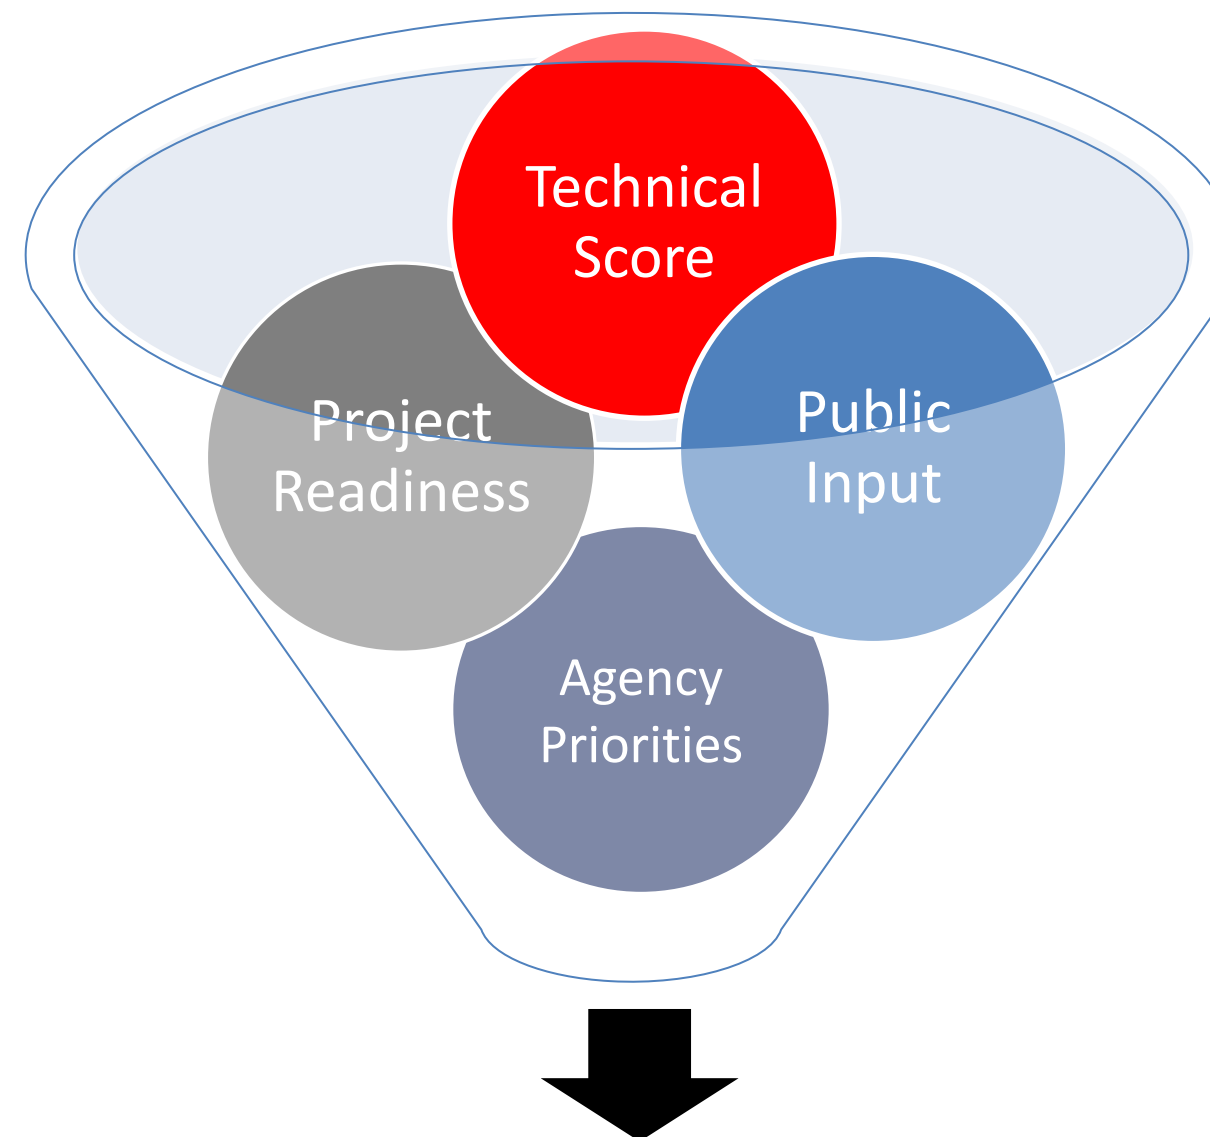 Technical
Score
Project
Readiness
Public
Input
Agency
Priorities